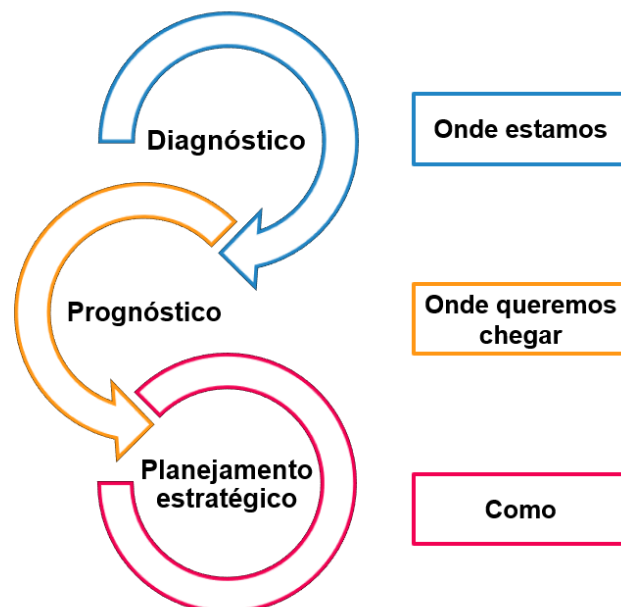 Diagnóstico
Onde estamos
Prognóstico
Onde queremos
chegar
Planejamento
estratégico
Como